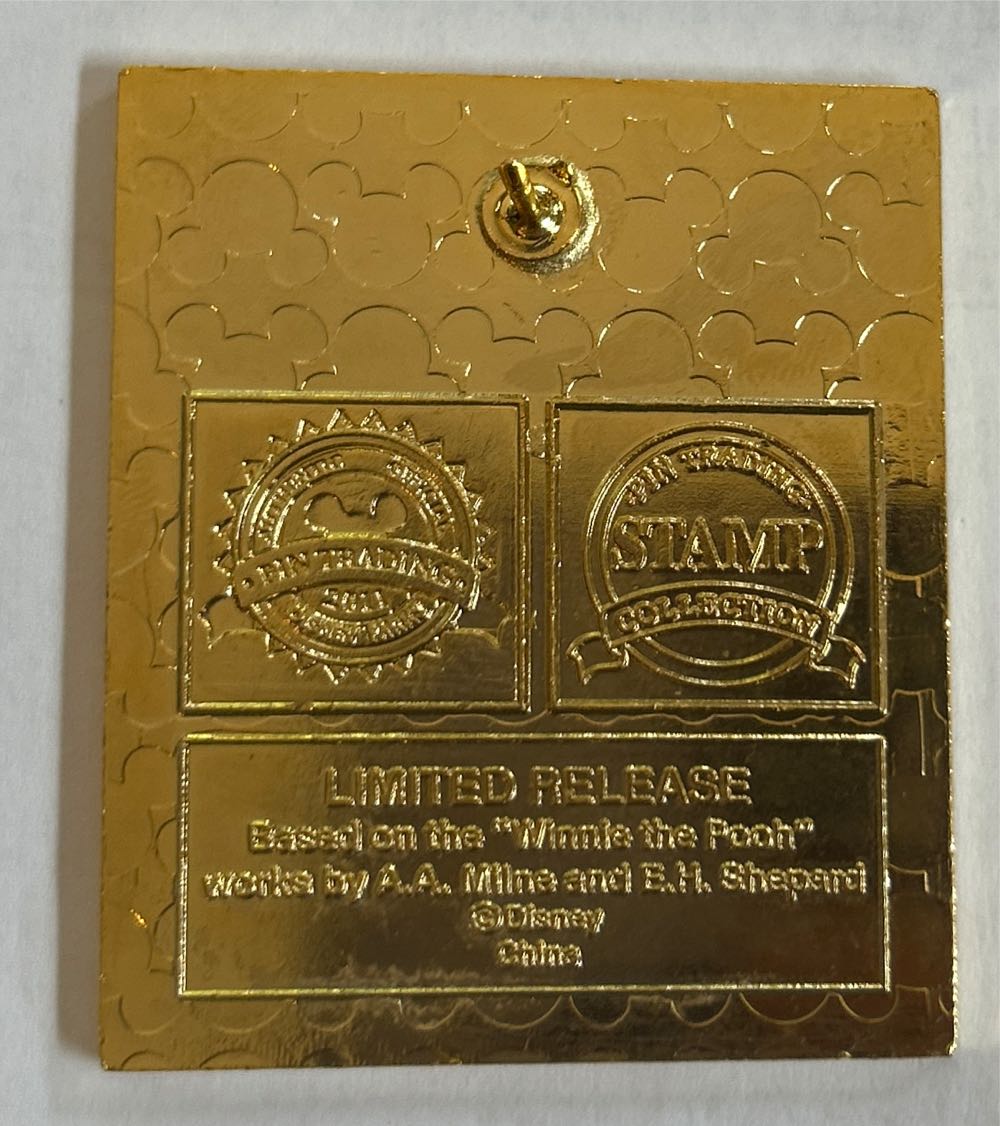 OFFICIAL
PIN TRADING
2011
PIN TRADING
STAMP
COLLECTION
LIMITED RELEASE
Based on the "Winnie the Pooh"
works by A.A. Milne and E.H. Shepard
©Disney
China